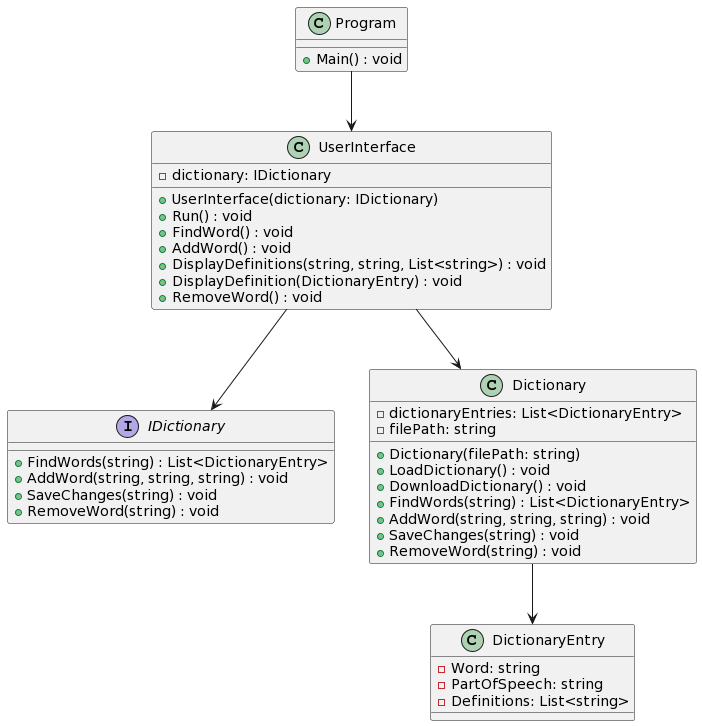 C Program
Main() : void
C UserInterface
dictionary: IDictionary
UserInterface(dictionary: IDictionary)
Run() : void
FindWord() : void
AddWord() : void
DisplayDefinitions(string, string, List<string>) : void
DisplayDefinition(DictionaryEntry) : void
RemoveWord() : void
I IDictionary
FindWords(string) : List<DictionaryEntry>
AddWord(string, string, string) : void
SaveChanges(string) : void
RemoveWord(string) : void
C Dictionary
dictionaryEntries: List<DictionaryEntry>
filePath: string
Dictionary(filePath: string)
LoadDictionary() : void
DownloadDictionary() : void
FindWords(string) : List<DictionaryEntry>
AddWord(string, string, string) : void
SaveChanges(string) : void
RemoveWord(string) : void
C DictionaryEntry
Word: string
PartOfSpeech: string
Definitions: List<string>